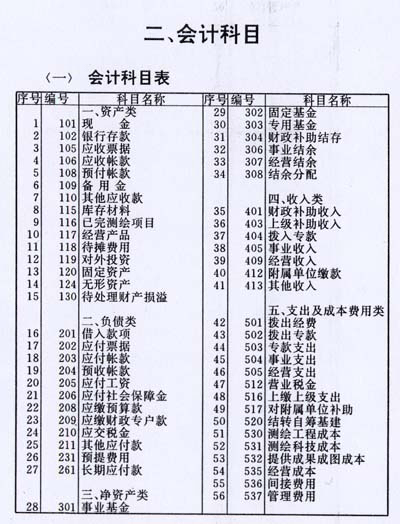 二、会计科目
(一) 会计科目表
序号 编号 科目名称
一、资产类
1 101 现 金
2 102 银行存款
3 105 应收票据
4 106 应收帐款
5 108 预付帐款
6 109 备用金
7 110 其他应收款
8 115 库存材料
9 116 已完测绘项目
10 117 经营产品
11 118 待摊费用
12 119 对外投资
13 120 固定资产
14 124 无形资产
15 130 待处理财产损溢
二、负债类
16 201 借入款项
17 202 应付票据
18 203 应付帐款
19 204 预收帐款
20 205 应付工资
21 206 应付社会保障金
22 208 应缴预算款
23 209 应缴财政专户款
24 210 应交税金
25 211 其他应付款
26 231 预提费用
27 261 长期应付款
三、净资产类
28 301 事业基金
序号 编号 科目名称
29 302 固定基金
30 303 专用基金
31 304 财政补助结存
32 306 事业结余
33 307 经营结余
34 308 结余分配
四、收入类
35 401 财政补助收入
36 403 上级补助收入
37 404 拨入专款
38 405 事业收入
39 409 经营收入
40 412 附属单位缴款
41 413 其他收入
五、支出及成本费用类
42 501 拨出经费
43 502 拨出专款
44 503 专款支出
45 504 事业支出
46 505 经营支出
47 512 营业税金
48 516 上缴上级支出
49 517 对附属单位补助
50 520 结转自筹基建
51 530 测绘工程成本
52 531 测绘科技成本
53 532 提供成果成图成本
54 535 经营成本
55 536 间接费用
56 537 管理费用